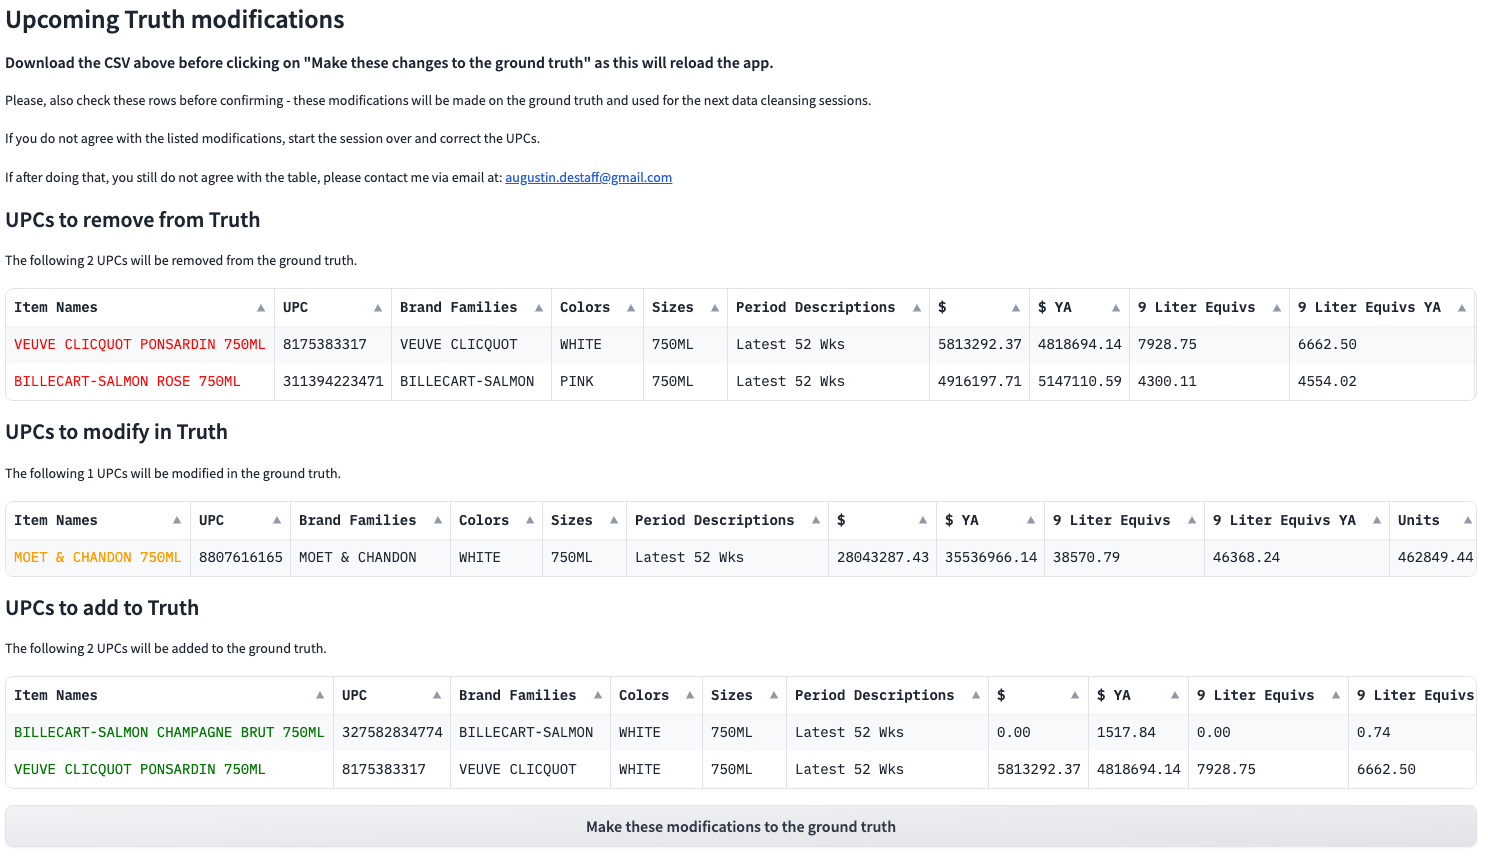 Upcoming Truth modifications
Download the CSV above before clicking on "Make these changes to the ground truth" as this will reload the app.
Please, also check these rows before confirming - these modifications will be made on the ground truth and used for the next data cleansing sessions.
If you do not agree with the listed modifications, start the session over and correct the UPCs.
If after doing that, you still do not agree with the table, please contact me via email at: augustin.destaff@gmail.com
UPCs to remove from Truth
The following 2 UPCs will be removed from the ground truth.
Item Names UPC Brand Families Colors Sizes Period Descriptions $ $ YA 9 Liter Equivs 9 Liter Equivs YA
VEUVE CLICQUOT PONSARDIN 750ML 8175383317 VEUVE CLICQUOT WHITE 750ML Latest 52 Wks 5813292.37 4818694.14 7928.75 6662.50
BILLECART-SALMON ROSE 750ML 311394223471 BILLECART-SALMON PINK 750ML Latest 52 Wks 4916197.71 5147110.59 4300.11 4554.02
UPCs to modify in Truth
The following 1 UPCs will be modified in the ground truth.
Item Names UPC Brand Families Colors Sizes Period Descriptions $ $ YA 9 Liter Equivs 9 Liter Equivs YA Units
MOET & CHANDON 750ML 8807616165 MOET & CHANDON WHITE 750ML Latest 52 Wks 28043287.43 35536966.14 38570.79 46368.24 462849.44
UPCs to add to Truth
The following 2 UPCs will be added to the ground truth.
Item Names UPC Brand Families Colors Sizes Period Descriptions $ $ YA 9 Liter Equivs 9 Liter Equivs
BILLECART-SALMON CHAMPAGNE BRUT 750ML 327582834774 BILLECART-SALMON WHITE 750ML Latest 52 Wks 0.00 1517.84 0.00 0.74
VEUVE CLICQUOT PONSARDIN 750ML 8175383317 VEUVE CLICQUOT WHITE 750ML Latest 52 Wks 5813292.37 4818694.14 7928.75 6662.50
Make these modifications to the ground truth